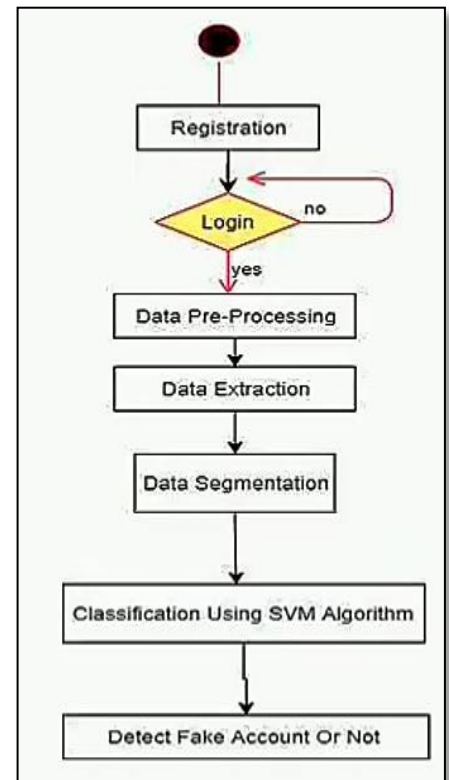 Registration
Login
no
yes
Data Pre-Processing
Data Extraction
Data Segmentation
Classification Using SVM Algorithm
Detect Fake Account Or Not